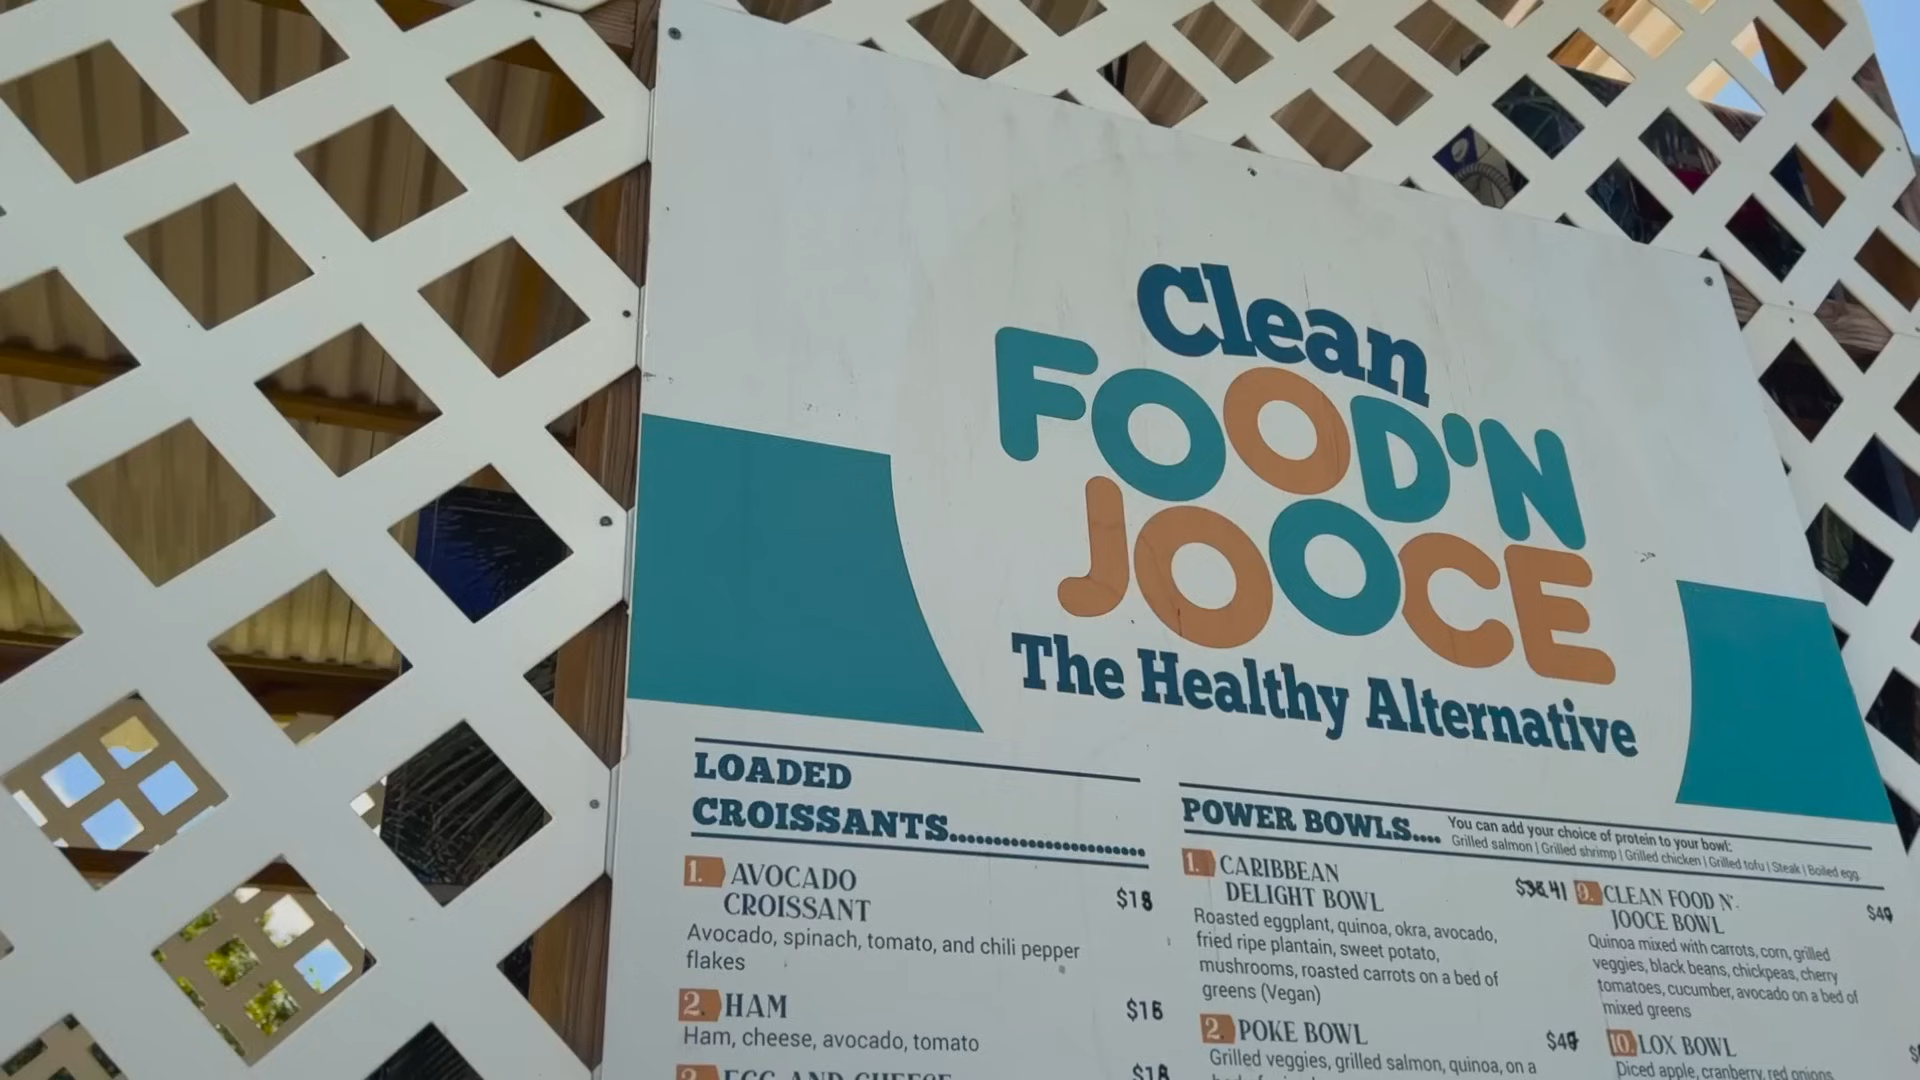 Clean
FOOD'N
JOOCE
The Healthy Alternative
LOADED
CROISSANTS
1. AVOCADO
CROISSANT
Avocado, spinach, tomato, and chili pepper
flakes
2. HAM
$16
Ham, cheese, avocado, tomato
EGG AND CHEESE
POWER BOWLS....
You can add your choice of protein to your bowl:
Grilled salmon | Grilled shrimp | Grilled chicken | Grilled tofu | Steak | Boiled egg
1. CARIBBEAN
DELIGHT BOWL
Roasted eggplant, quinoa, okra, avocado,
fried ripe plantain, sweet potato,
mushrooms, roasted carrots on a bed of
greens (Vegan)
2. POKE BOWL
Grilled veggies, grilled salmon, quinoa, on a
9. CLEAN FOOD N'
JOOCE BOWL
Quinoa mixed with carrots, corn, grilled
veggies, black beans, chickpeas, cherry
tomatoes, cucumber, avocado on a bed of
mixed greens
10. LOX BOWL
Diced apple, cranberry, red onions,